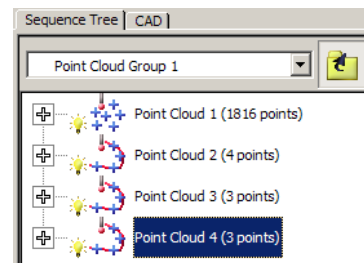 Sequence Tree CAD
Point Cloud Group 1
Point Cloud 1 (1816 points)
Point Cloud 2 (4 points)
Point Cloud 3 (3 points)
Point Cloud 4 (3 points)